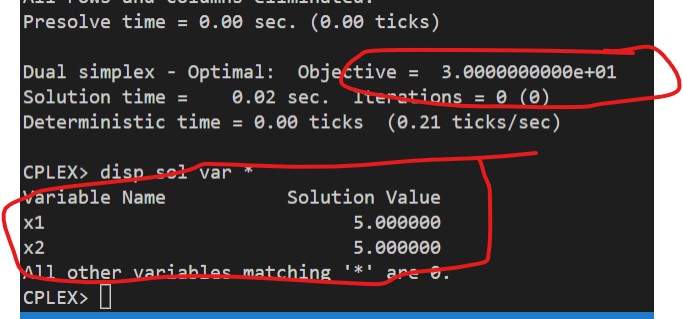 All rows and columns eliminated.
Presolve time = 0.00 sec. (0.00 ticks)
Dual simplex - Optimal:  Objective =  3.0000000000e+01
Solution time =    0.02 sec.  Iterations = 0 (0)
Deterministic time = 0.00 ticks  (0.21 ticks/sec)
CPLEX> disp sol var *
Variable Name           Solution Value
x1                            5.000000
x2                            5.000000
All other variables matching '*' are 0.
CPLEX>